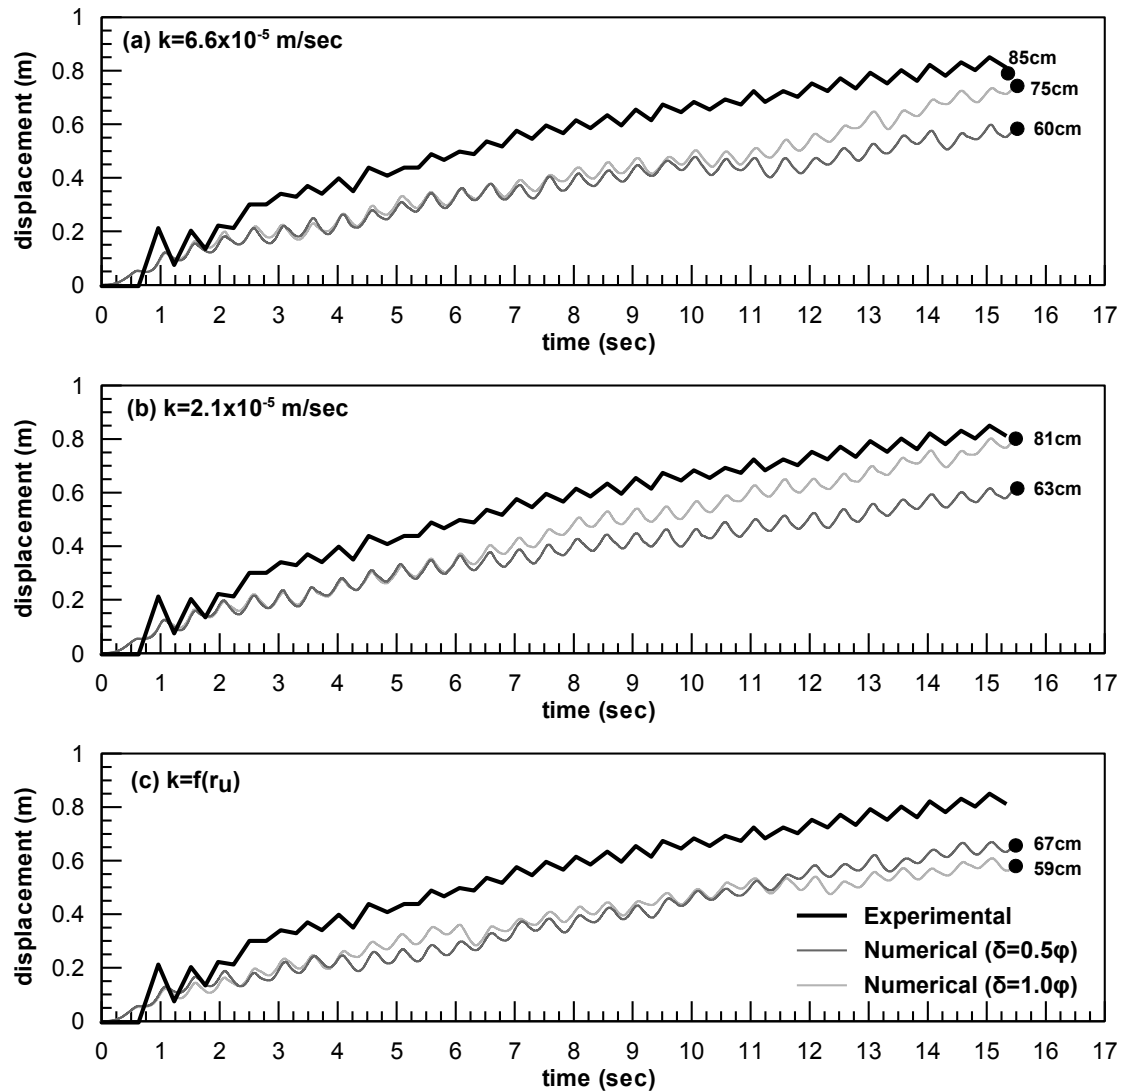 (a) k=6.6x10⁻⁵ m/sec
85cm
75cm
60cm
displacement (m)
1
0.8
0.6
0.4
0.2
0
0 1 2 3 4 5 6 7 8 9 10 11 12 13 14 15 16 17
time (sec)
(b) k=2.1x10⁻⁵ m/sec
81cm
63cm
displacement (m)
1
0.8
0.6
0.4
0.2
0
0 1 2 3 4 5 6 7 8 9 10 11 12 13 14 15 16 17
time (sec)
(c) k=f(rU)
67cm
59cm
displacement (m)
1
0.8
0.6
0.4
0.2
0
Experimental
Numerical (δ=0.5φ)
Numerical (δ=1.0φ)
0 1 2 3 4 5 6 7 8 9 10 11 12 13 14 15 16 17
time (sec)